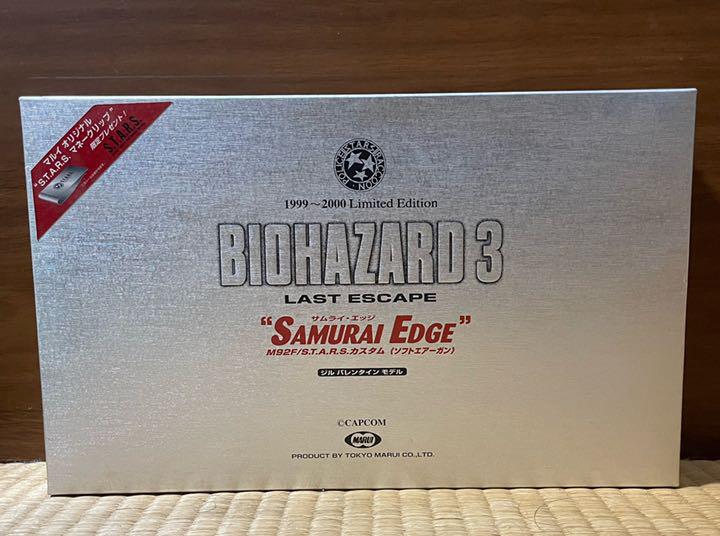 マルイ オリジナル
"S.T.A.R.S. マネークリップ"
限定プレゼント!
S.T.A.R.S.
1999〜2000 Limited Edition
BIOHAZARD 3
LAST ESCAPE
サムライ・エッジ
"SAMURAI EDGE"
M92F/S.T.A.R.S.カスタム (ソフトエアーガン)
ジル バレンタイン モデル
©CAPCOM
MARUI
PRODUCT BY TOKYO MARUI CO.,LTD.